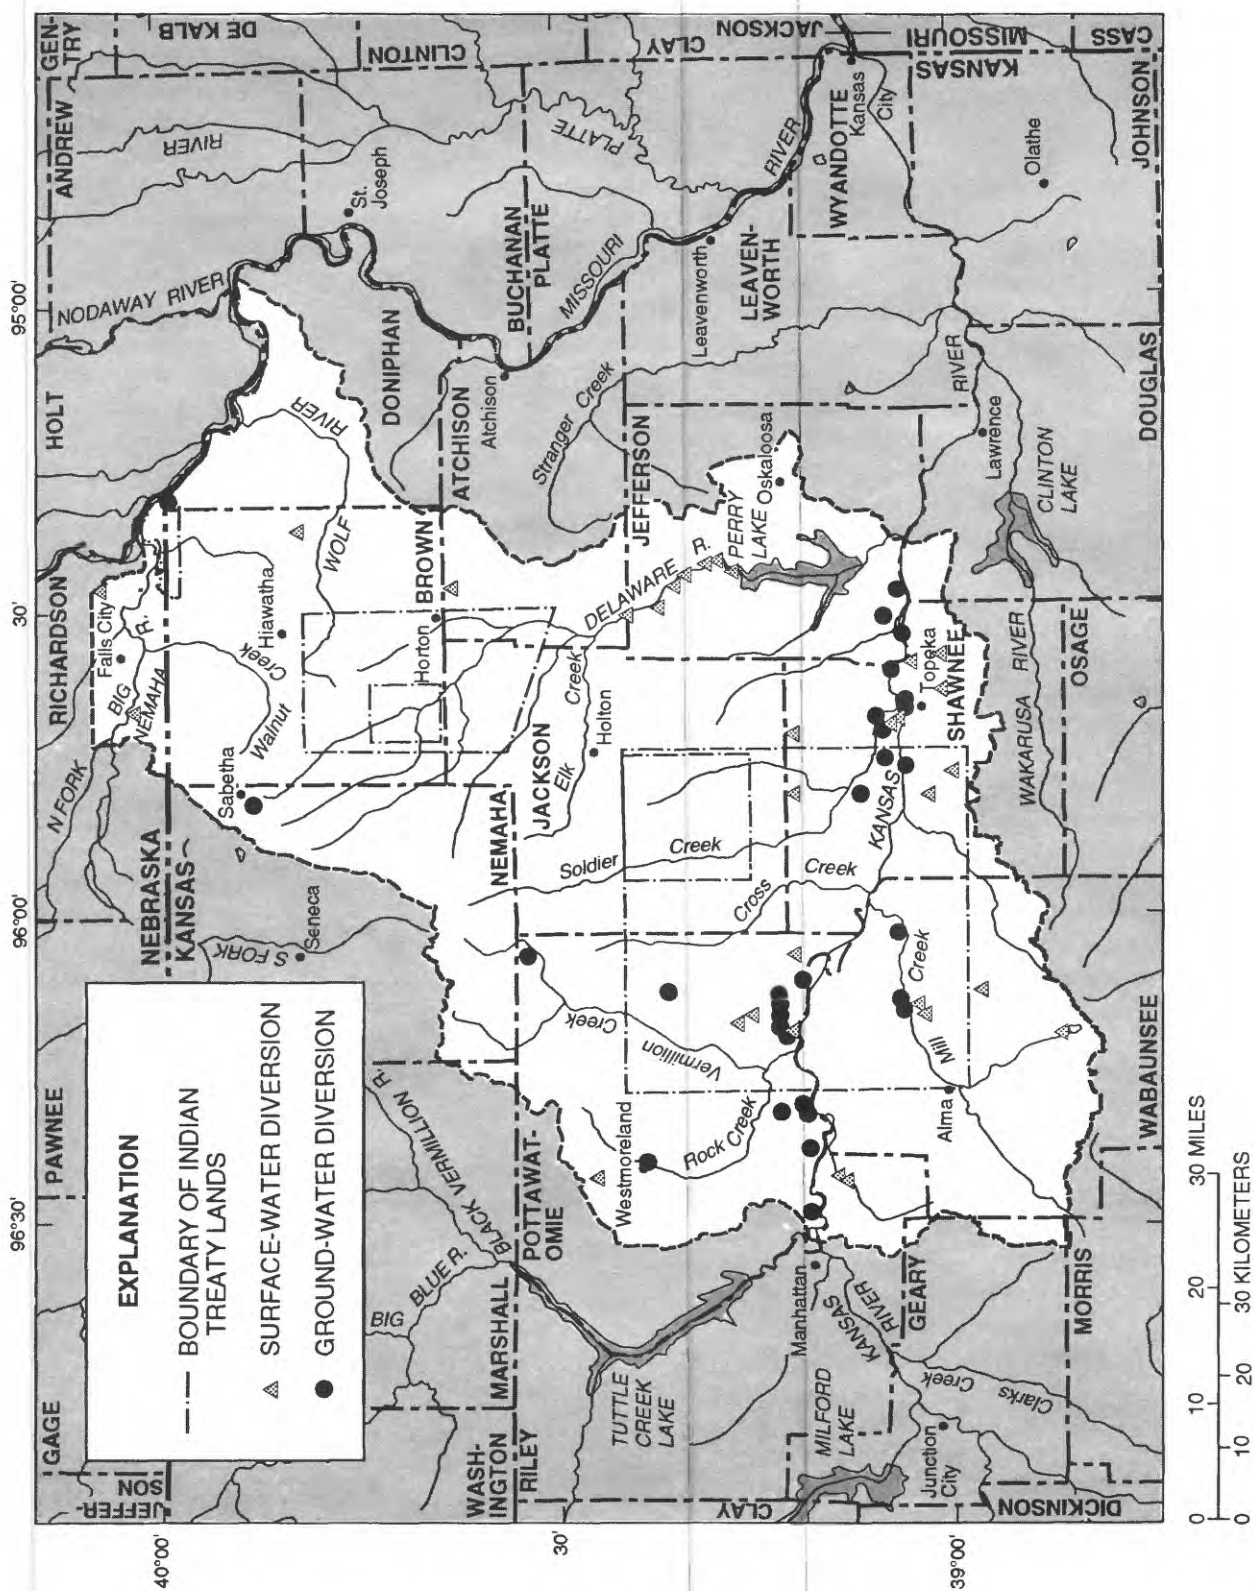 96°30'
96°00'
30'
95°00'
40°00'
30'
39°00'
EXPLANATION
BOUNDARY OF INDIAN
TREATY LANDS
SURFACE-WATER DIVERSION
GROUND-WATER DIVERSION
JEFFER-
SON
GAGE
PAWNEE
RICHARDSON
HOLT
ANDREW
GEN-
TRY
DE KALB
NEBRASKA
KANSAS
N FORK
BIG
NEMAHA
R.
Falls City
NODAWAY RIVER
RIVER
St.
Joseph
CLINTON
Sabetha
Walnut
Creek
Hiawatha
WOLF
RIVER
DONIPHAN
S FORK
Seneca
BIG
BLUE R.
BLACK VERMILLION R.
WASH-
INGTON
MARSHALL
NEMAHA
BROWN
Horton
ATCHISON
Atchison
BUCHANAN
PLATTE
PLATTE
CLAY
RILEY
POTTAWAT-
OMIE
JACKSON
Elk
Creek
Holton
DELAWARE R.
Stranger Creek
MISSOURI
RIVER
TUTTLE
CREEK
LAKE
Westmoreland
Rock Creek
Vermillion
Creek
Soldier
Creek
Cross
Creek
JEFFERSON
PERRY
LAKE
Oskaloosa
Leavenworth
LEAVEN-
WORTH
JACKSON
CLAY
MILFORD
LAKE
Manhattan
KANSAS
RIVER
KANSAS
RIVER
WYANDOTTE
Kansas
City
KANSAS
MISSOURI
Junction
City
Clarks
Creek
GEARY
Alma
Mill
Creek
Topeka
SHAWNEE
Lawrence
Olathe
DICKINSON
MORRIS
WABAUNSEE
WAKARUSA RIVER
OSAGE
CLINTON
LAKE
DOUGLAS
JOHNSON
CASS
0 10 20 30 MILES
0 10 20 30 KILOMETERS